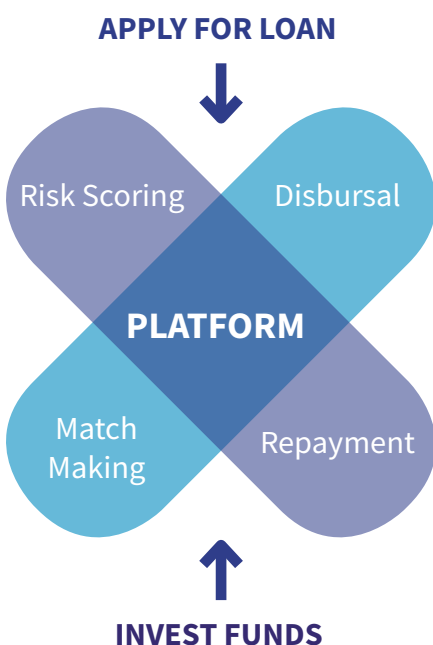 APPLY FOR LOAN
Risk Scoring
Disbursal
PLATFORM
Match
Making
Repayment
INVEST FUNDS